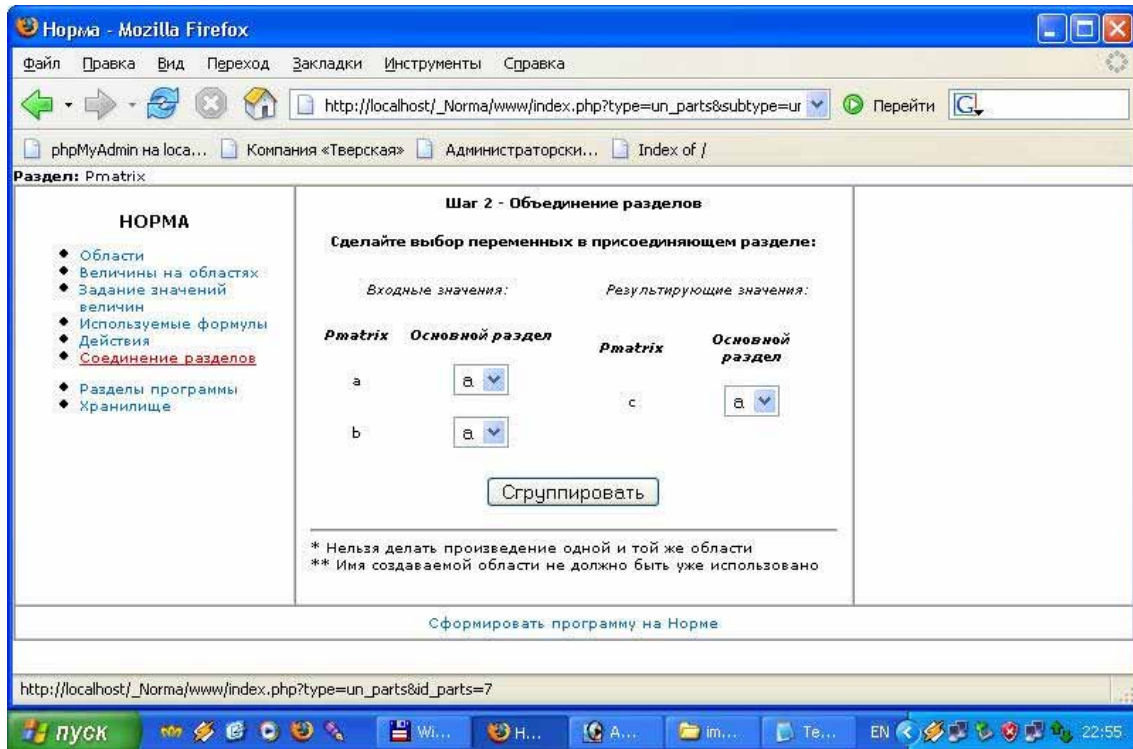 Норма - Mozilla Firefox
Файл Правка Вид Переход Закладки Инструменты Справка
http://localhost/_Norma/www/index.php?type=un_parts&subtype=ur Перейти
phpMyAdmin на loca... Компания «Тверская» Администраторски... Index of /
Раздел: Pmatrix
НОРМА
Области
Величины на областях
Задание значений
величин
Используемые формулы
Действия
Соединение разделов
Разделы программы
Хранилище
Шаг 2 - Объединение разделов
Сделайте выбор переменных в присоединяющем разделе:
Входные значения:
Pmatrix Основной раздел
a a
b a
Результирующие значения:
Pmatrix Основной
раздел
c a
Сгруппировать
* Нельзя делать произведение одной и той же области
** Имя создаваемой области не должно быть уже использовано
Сформировать программу на Норме
http://localhost/_Norma/www/index.php?type=un_parts&id_parts=7
пуск Wi... Н... A... im... Te... EN 22:55